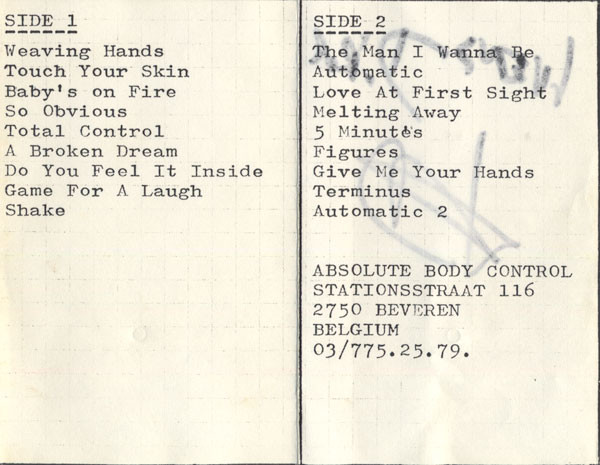 SIDE 1
Weaving Hands
Touch Your Skin
Baby's on Fire
So Obvious
Total Control
A Broken Dream
Do You Feel It Inside
Game For A Laugh
Shake
SIDE 2
The Man I Wanna Be
Automatic
Love At First Sight
Melting Away
5 Minutes
Figures
Give Me Your Hands
Terminus
Automatic 2
ABSOLUTE BODY CONTROL
STATIONSSTRAAT 116
2750 BEVEREN
BELGIUM
03/775.25.79.